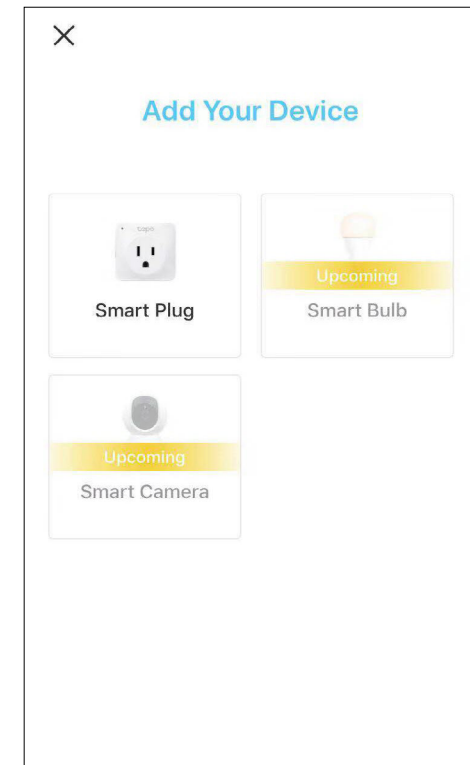 Add Your Device
tapo
Smart Plug
Upcoming
Smart Bulb
Upcoming
Smart Camera